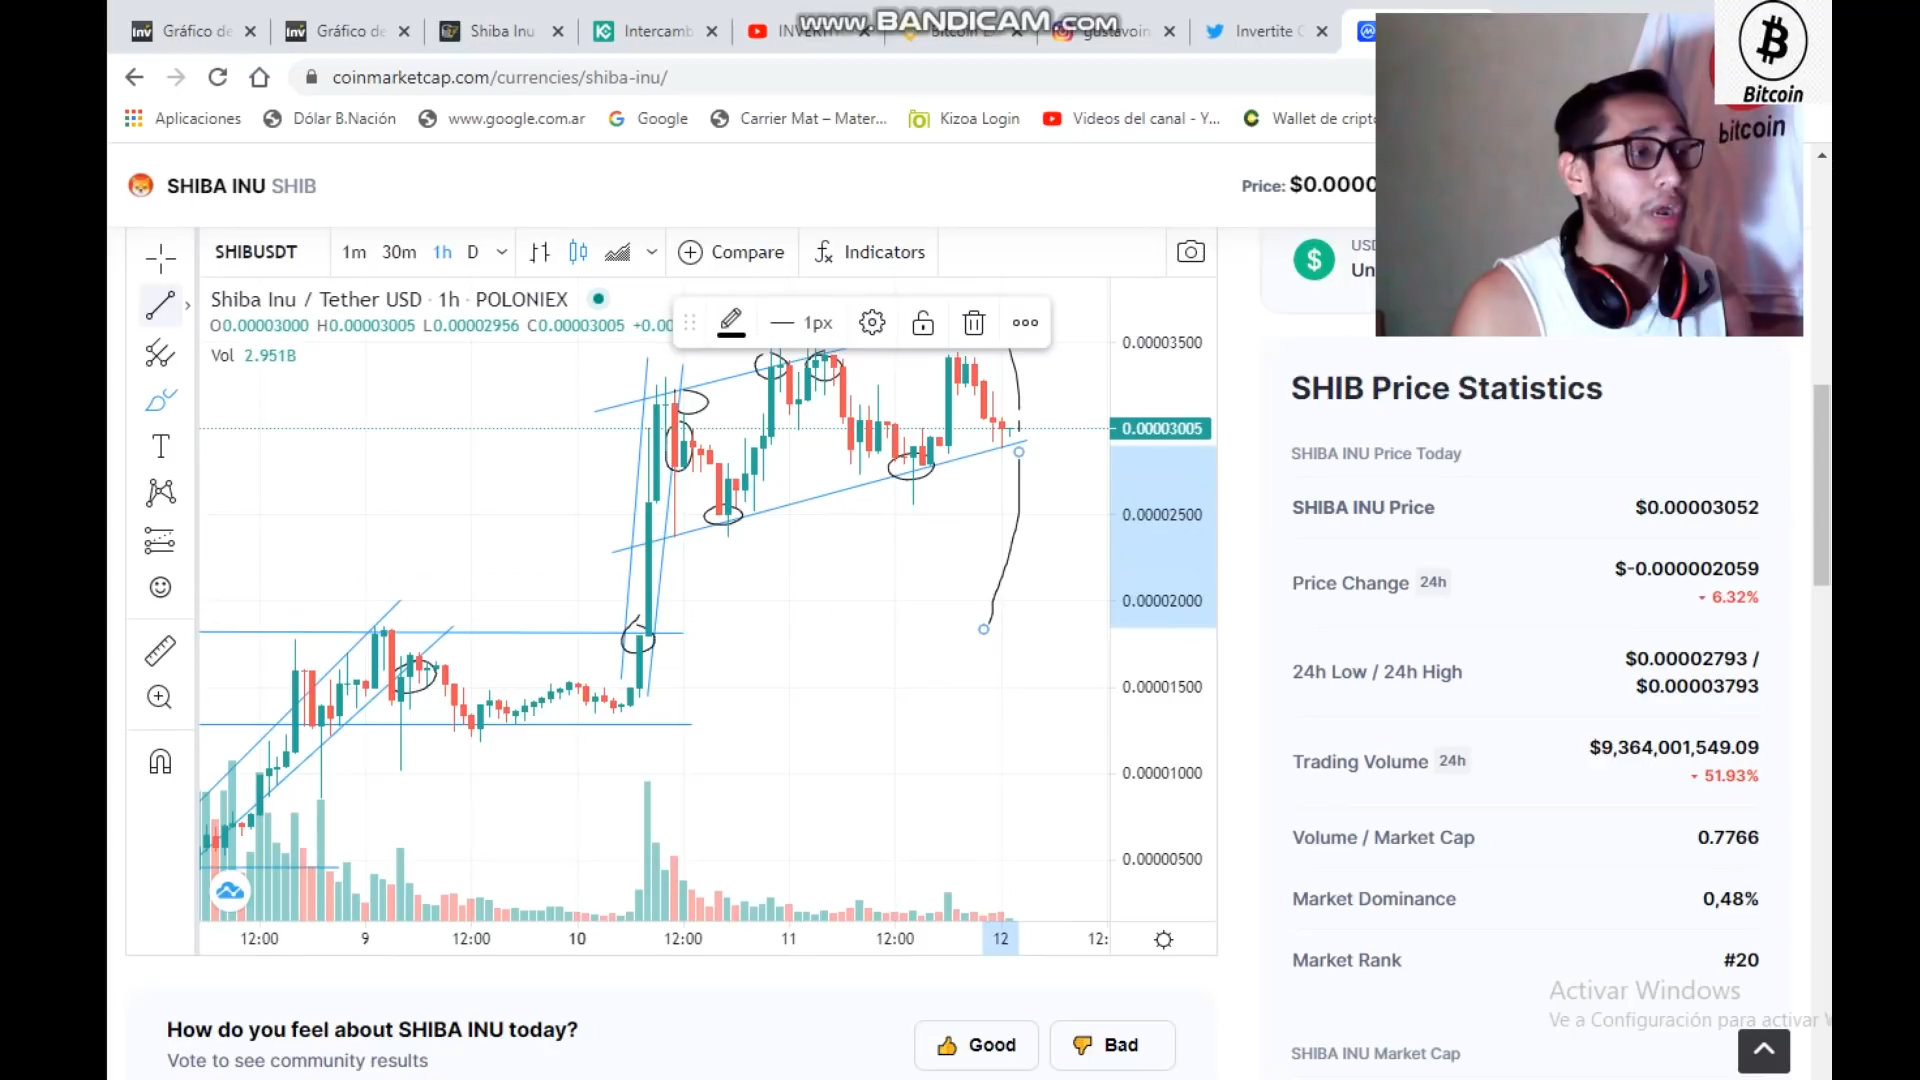 www.BANDICAM.com
Gráfico de
Gráfico de
Shiba Inu
Intercamb
Invertite
coinmarketcap.com/currencies/shiba-inu/
Bitcoin
bitcoin
Aplicaciones
Dólar B.Nación
www.google.com.ar
Google
Carrier Mat – Mater...
Kizoa Login
Videos del canal - Y...
Wallet de cripto
SHIBA INU SHIB
Price: $0.0000
SHIBUSDT
1m 30m 1h D
Compare
Indicators
Shiba Inu / Tether USD · 1h · POLONIEX
O0.00003000 H0.00003005 L0.00002956 C0.00003005 +0.00
Vol 2.951B
1px
0.00003500
0.00003005
0.00002500
0.00002000
0.00001500
0.00001000
0.00000500
12:00 9 12:00 10 12:00 11 12:00 12 12:
USD
Un
SHIB Price Statistics
SHIBA INU Price Today
SHIBA INU Price $0.00003052
Price Change 24h $-0.000002059
6.32%
24h Low / 24h High $0.00002793 /
$0.00003793
Trading Volume 24h $9,364,001,549.09
51.93%
Volume / Market Cap 0.7766
Market Dominance 0,48%
Market Rank #20
Activar Windows
Ve a Configuración para activar
SHIBA INU Market Cap
How do you feel about SHIBA INU today?
Vote to see community results
Good
Bad